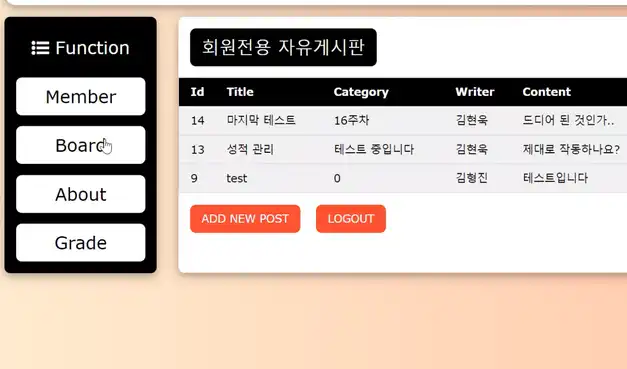 Function
Member
Board
About
Grade
회원전용 자유게시판
Id Title Category Writer Content
14 마지막 테스트 16주차 김현욱 드디어 된 것인가..
13 성적 관리 테스트 중입니다 김현욱 제대로 작동하나요?
9 test 0 김형진 테스트입니다
ADD NEW POST LOGOUT